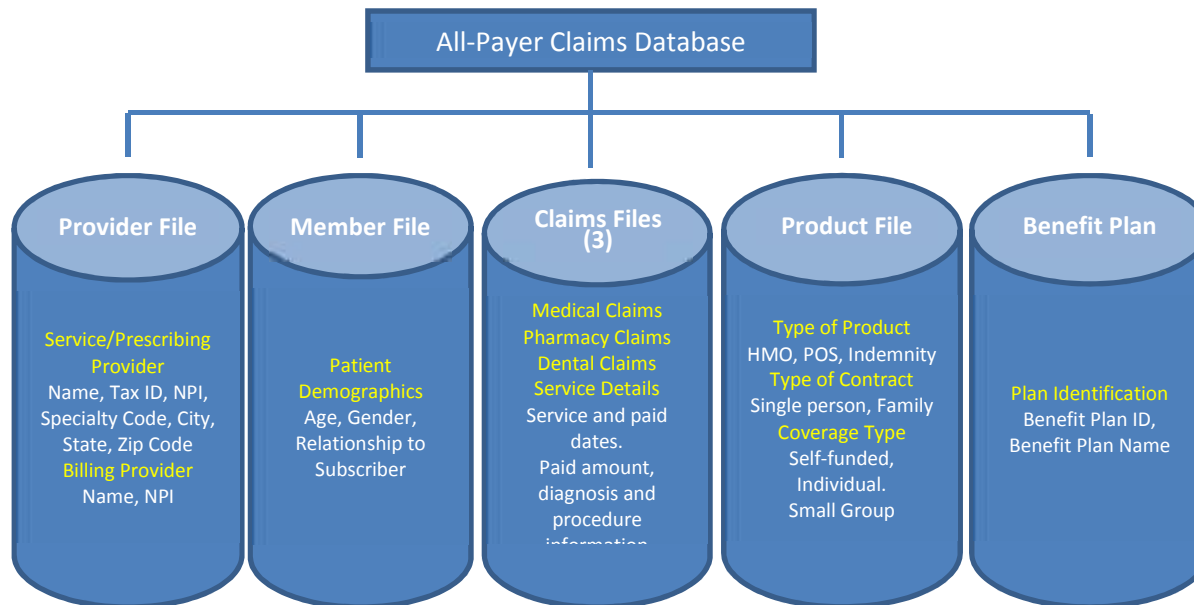 All-Payer Claims Database
Provider File
Service/Prescribing
Provider
Name, Tax ID, NPI,
Specialty Code, City,
State, Zip Code
Billing Provider
Name, NPI
Member File
Patient
Demographics
Age, Gender,
Relationship to
Subscriber
Claims Files
(3)
Medical Claims
Pharmacy Claims
Dental Claims
Service Details
Service and paid
dates.
Paid amount,
diagnosis and
procedure
information
Product File
Type of Product
HMO, POS, Indemnity
Type of Contract
Single person, Family
Coverage Type
Self-funded,
Individual.
Small Group
Benefit Plan
Plan Identification
Benefit Plan ID,
Benefit Plan Name